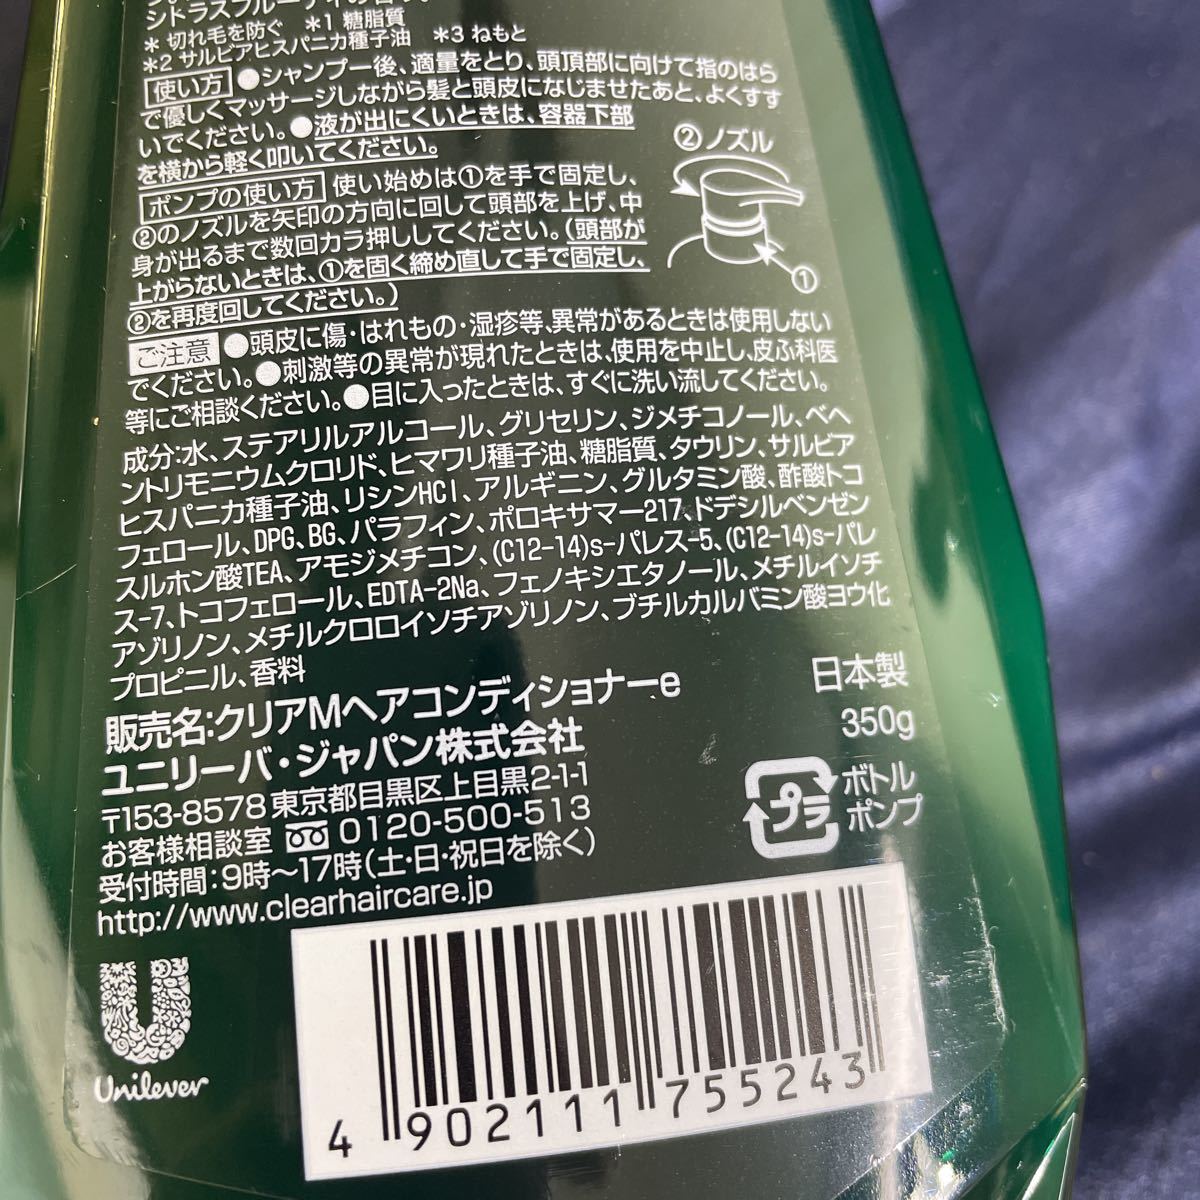 シトラスフルーティの香り。
* 切れ毛を防ぐ *1 糖脂質
*2 サルビアヒスパニカ種子油 *3 ねもと
使い方 ●シャンプー後、適量をとり、頭頂部に向けて指のはら
で優しくマッサージしながら髪と頭皮になじませたあと、よくすす
いでください。●液が出にくいときは、容器下部
を横から軽く叩いてください。
ポンプの使い方 使い始めは①を手で固定し、
②のノズルを矢印の方向に回して頭部を上げ、中
身が出るまで数回カラ押ししてください。(頭部が
上がらないときは、①を固く締め直して手で固定し、
②を再度回してください。)
②ノズル
①
ご注意 ●頭皮に傷・はれもの・湿疹等、異常があるときは使用しない
でください。●刺激等の異常が現れたときは、使用を中止し、皮ふ科医
等にご相談ください。●目に入ったときは、すぐに洗い流してください。
成分:水、ステアリルアルコール、グリセリン、ジメチコノール、ベヘ
ントリモニウムクロリド、ヒマワリ種子油、糖脂質、タウリン、サルビア
ヒスパニカ種子油、リシンHCl、アルギニン、グルタミン酸、酢酸トコ
フェロール、DPG、BG、パラフィン、ポロキサマー217、ドデシルベンゼン
スルホン酸TEA、アモジメチコン、(C12-14)s-パレス-5、(C12-14)s-パレ
ス-7、トコフェロール、EDTA-2Na、フェノキシエタノール、メチルイソチ
アゾリノン、メチルクロロイソチアゾリノン、ブチルカルバミン酸ヨウ化
プロピニル、香料
販売名:クリアMヘアコンディショナーe
日本製
ユニリーバ・ジャパン株式会社
350g
〒153-8578 東京都目黒区上目黒2-1-1
お客様相談室 0120-500-513
受付時間:9時〜17時(土・日・祝日を除く)
http://www.clearhaircare.jp
プラ
ボトル
ポンプ
Unilever
4 902111 755243